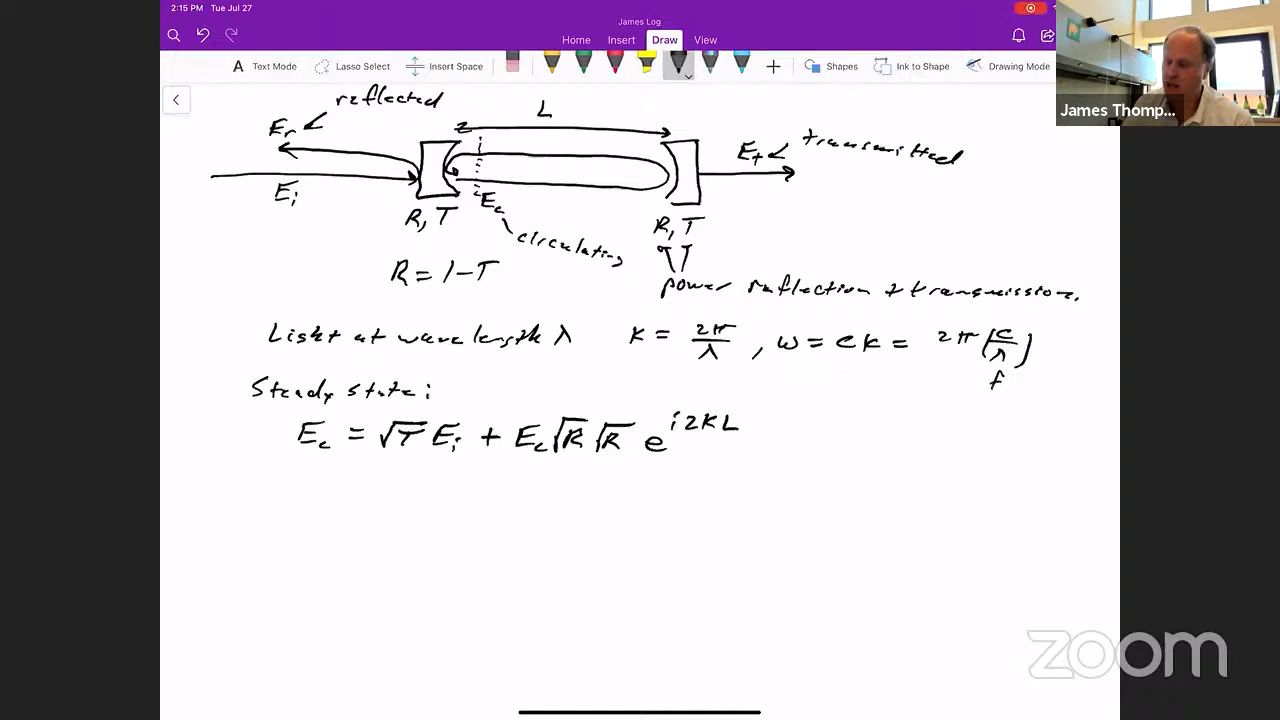 2:15 PM Tue Jul 27
James Log
Home Insert Draw View
Text Mode Lasso Select Insert Space Shapes Ink to Shape Drawing Mode
James Thomp...
reflected
L
Er
Et transmitted
Ei
Ec
R, T
R, T
circulating
R = 1-T
power reflection & transmission.
Light at wavelength λ k = 2π/λ , ω = ck = 2π (c/λ)
f
Steady state:
Ec = √T Ei + Ec √R √R e^i2kL
zoom